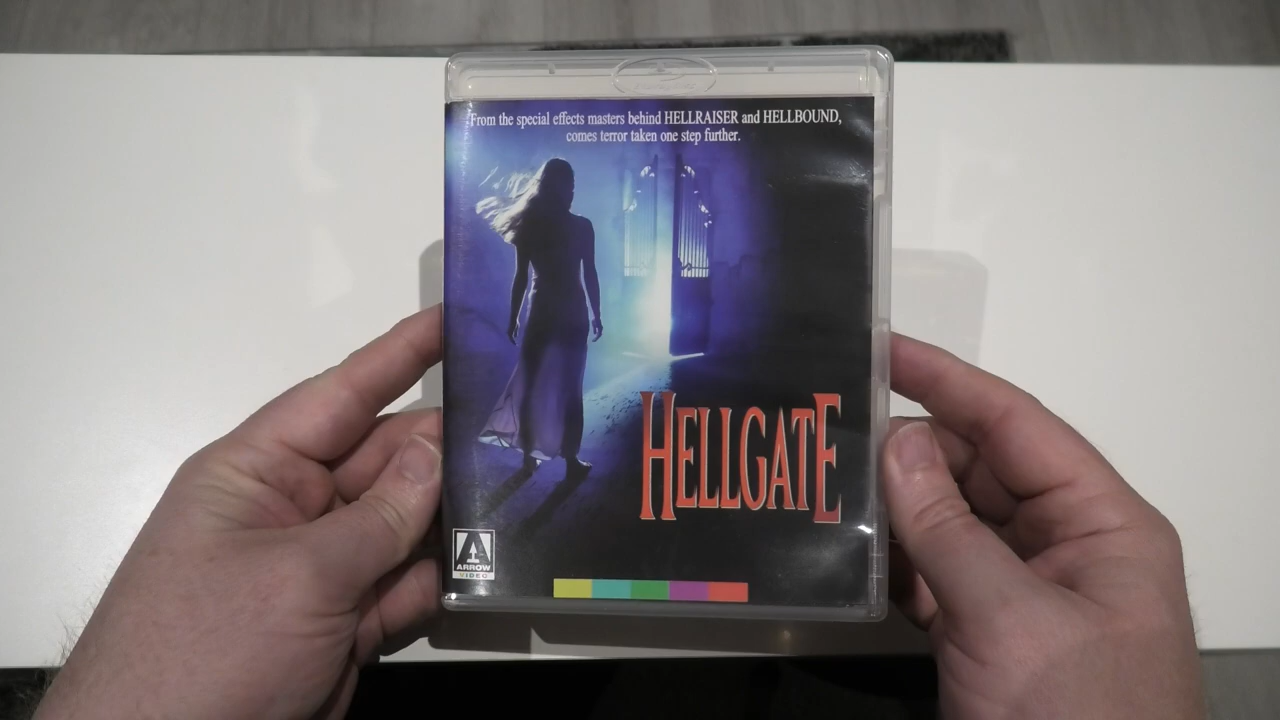 From the special effects masters behind HELLRAISER and HELLBOUND,
comes terror taken one step further.
HELLGATE
ARROW
VIDEO